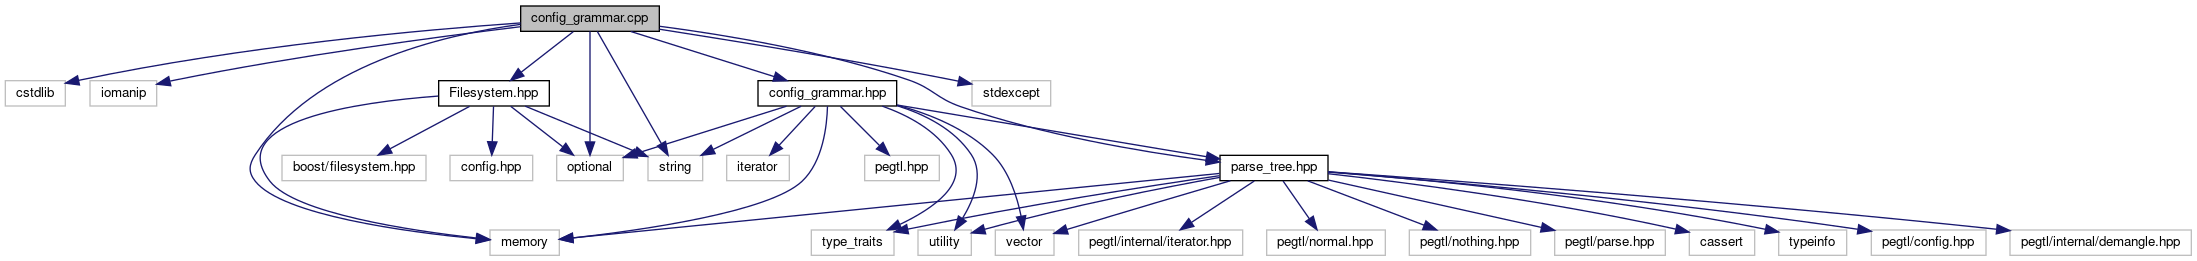 config_grammar.cpp
cstdlib
iomanip
Filesystem.hpp
config_grammar.hpp
stdexcept
boost/filesystem.hpp
config.hpp
optional
string
iterator
pegtl.hpp
parse_tree.hpp
memory
type_traits
utility
vector
pegtl/internal/iterator.hpp
pegtl/normal.hpp
pegtl/nothing.hpp
pegtl/parse.hpp
cassert
typeinfo
pegtl/config.hpp
pegtl/internal/demangle.hpp